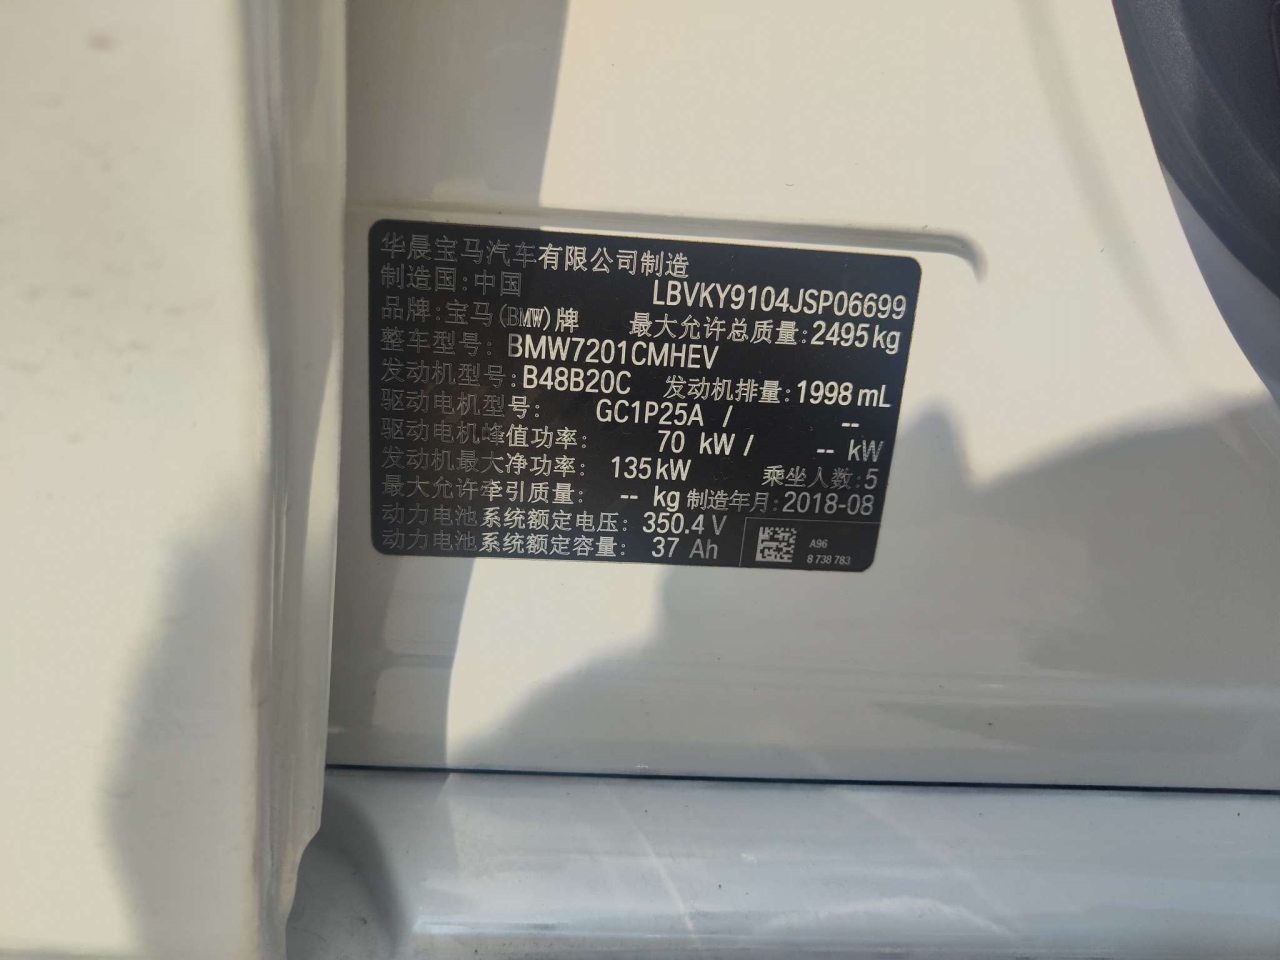 华晨宝马汽车有限公司制造
制造国:中国 LBVKY9104JSP06699
品牌:宝马(BMW)牌 最大允许总质量:2495kg
整车型号: BMW7201CMHEV
发动机型号: B48B20C 发动机排量:1998 mL
驱动电机型号: GC1P25A / --
驱动电机峰值功率: 70 kW / -- kW
发动机最大净功率: 135kW 乘坐人数:5
最大允许牵引质量: -- kg 制造年月:2018-08
动力电池系统额定电压: 350.4 V
动力电池系统额定容量: 37 Ah
A96
8 738 783